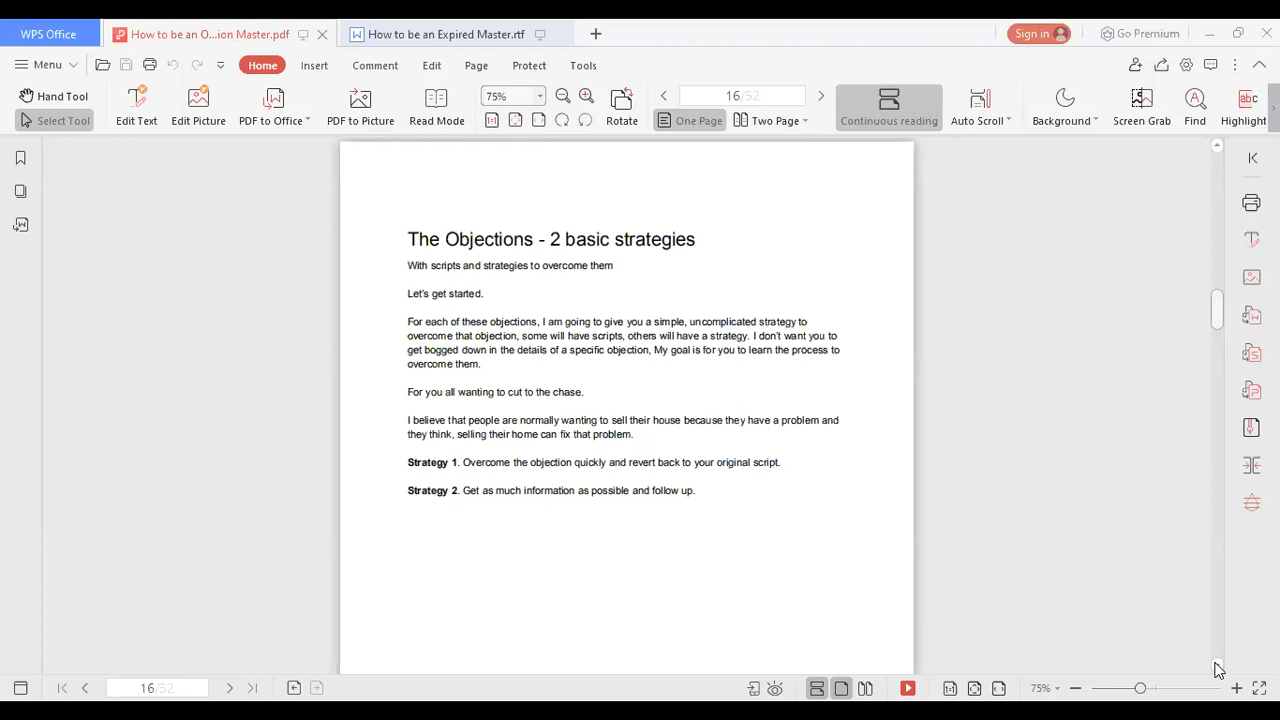 WPS Office
How to be an O...ion Master.pdf
How to be an Expired Master.rtf
Sign in
Go Premium
Menu
Home
Insert
Comment
Edit
Page
Protect
Tools
Hand Tool
Select Tool
Edit Text
Edit Picture
PDF to Office
PDF to Picture
Read Mode
75%
Rotate
16/52
One Page
Two Page
Continuous reading
Auto Scroll
Background
Screen Grab
Find
Highlight
The Objections - 2 basic strategies
With scripts and strategies to overcome them
Let's get started.
For each of these objections, I am going to give you a simple, uncomplicated strategy to
overcome that objection, some will have scripts, others will have a strategy. I don't want you to
get bogged down in the details of a specific objection, My goal is for you to learn the process to
overcome them.
For you all wanting to cut to the chase.
I believe that people are normally wanting to sell their house because they have a problem and
they think, selling their home can fix that problem.
Strategy 1. Overcome the objection quickly and revert back to your original script.
Strategy 2. Get as much information as possible and follow up.
16/52
75%